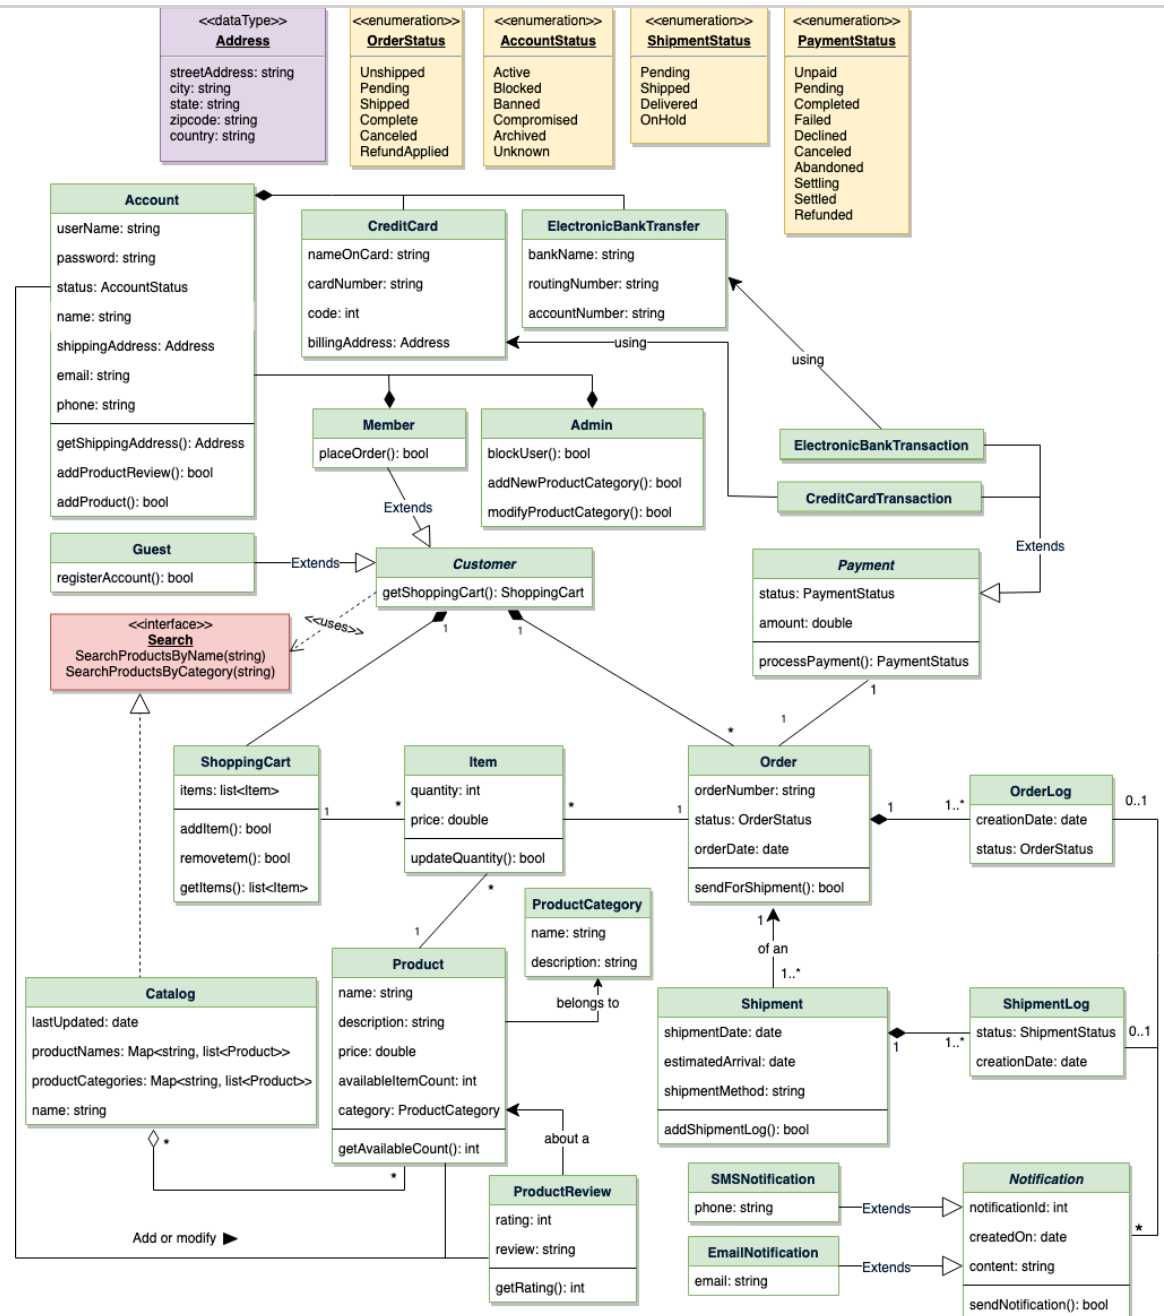 <<dataType>>
Address
streetAddress: string
city: string
state: string
zipcode: string
country: string
<<enumeration>>
OrderStatus
Unshipped
Pending
Shipped
Complete
Canceled
RefundApplied
<<enumeration>>
AccountStatus
Active
Blocked
Banned
Compromised
Archived
Unknown
<<enumeration>>
ShipmentStatus
Pending
Shipped
Delivered
OnHold
<<enumeration>>
PaymentStatus
Unpaid
Pending
Completed
Failed
Declined
Canceled
Abandoned
Settling
Settled
Refunded
Account
userName: string
password: string
status: AccountStatus
name: string
shippingAddress: Address
email: string
phone: string
getShippingAddress(): Address
addProductReview(): bool
addProduct(): bool
CreditCard
nameOnCard: string
cardNumber: string
code: int
billingAddress: Address
ElectronicBankTransfer
bankName: string
routingNumber: string
accountNumber: string
using
using
Member
placeOrder(): bool
Admin
blockUser(): bool
addNewProductCategory(): bool
modifyProductCategory(): bool
ElectronicBankTransaction
CreditCardTransaction
Extends
Extends
Guest
registerAccount(): bool
Extends
Customer
getShoppingCart(): ShoppingCart
Payment
status: PaymentStatus
amount: double
processPayment(): PaymentStatus
<<interface>>
Search
SearchProductsByName(string)
SearchProductsByCategory(string)
<<uses>>
1
1
*
1
1
ShoppingCart
items: list<Item>
addItem(): bool
removetem(): bool
getItems(): list<Item>
1
*
Item
quantity: int
price: double
updateQuantity(): bool
*
1
Order
orderNumber: string
status: OrderStatus
orderDate: date
sendForShipment(): bool
1
1..*
OrderLog
creationDate: date
status: OrderStatus
0..1
*
1
ProductCategory
name: string
description: string
belongs to
1
of an
1..*
Catalog
lastUpdated: date
productNames: Map<string, list<Product>>
productCategories: Map<string, list<Product>>
name: string
*
*
Product
name: string
description: string
price: double
availableItemCount: int
category: ProductCategory
getAvailableCount(): int
about a
Shipment
shipmentDate: date
estimatedArrival: date
shipmentMethod: string
addShipmentLog(): bool
1
1..*
ShipmentLog
status: ShipmentStatus
creationDate: date
0..1
ProductReview
rating: int
review: string
getRating(): int
Add or modify
SMSNotification
phone: string
Extends
EmailNotification
email: string
Extends
Notification
notificationId: int
createdOn: date
content: string
sendNotification(): bool
*